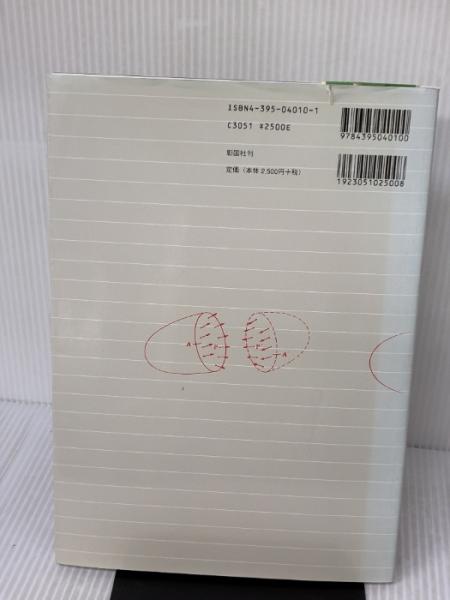 ISBN4-395-04010-1
C3051 ¥2500E
彰国社刊
定価（本体2,500円＋税）
9784395040100
1923051025008
A P P A